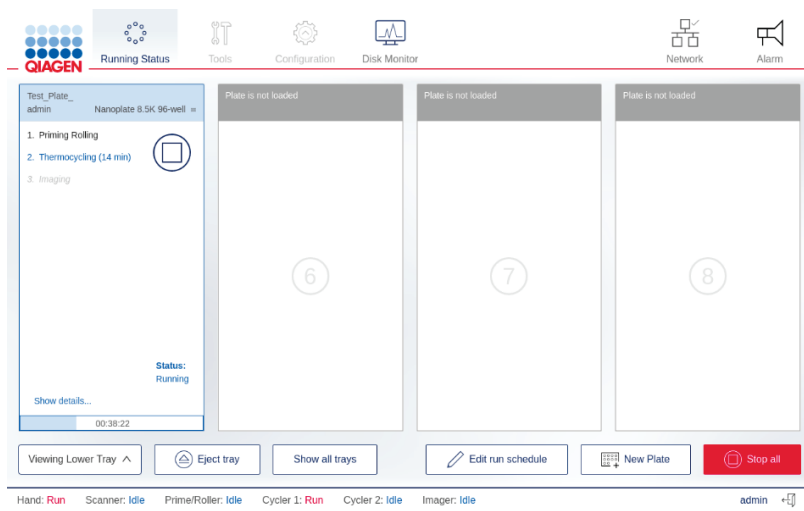 QIAGEN
Running Status
Tools
Configuration
Disk Monitor
Network
Alarm
Test_Plate_
admin Nanoplate 8.5K 96-well
1. Priming Rolling
2. Thermocycling (14 min)
3. Imaging
Status:
Running
Show details...
00:38:22
Plate is not loaded
6
Plate is not loaded
7
Plate is not loaded
8
Viewing Lower Tray
Eject tray
Show all trays
Edit run schedule
New Plate
Stop all
Hand: Run Scanner: Idle Prime/Roller: Idle Cycler 1: Run Cycler 2: Idle Imager: Idle
admin